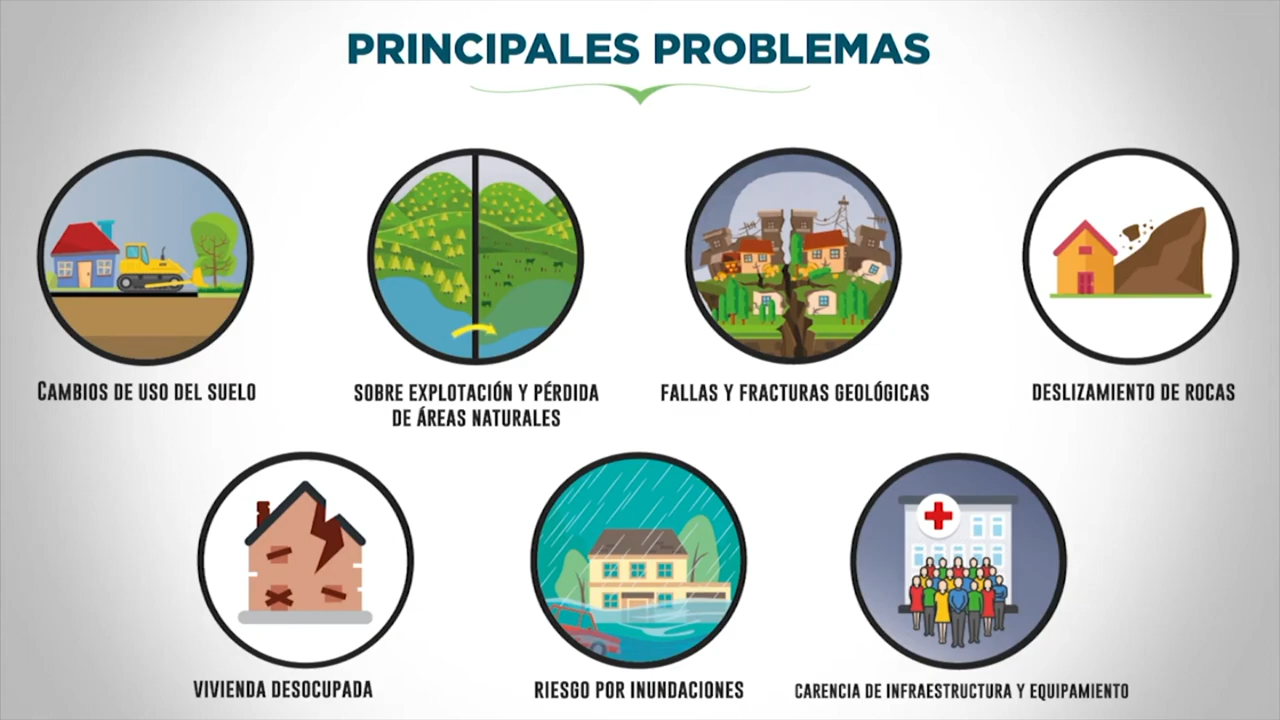 PRINCIPALES PROBLEMAS
CAMBIOS DE USO DEL SUELO
SOBRE EXPLOTACIÓN Y PÉRDIDA
DE ÁREAS NATURALES
FALLAS Y FRACTURAS GEOLÓGICAS
DESLIZAMIENTO DE ROCAS
VIVIENDA DESOCUPADA
RIESGO POR INUNDACIONES
CARENCIA DE INFRAESTRUCTURA Y EQUIPAMIENTO